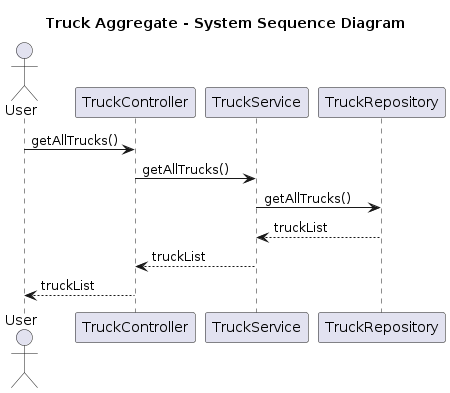 Truck Aggregate - System Sequence Diagram
User
TruckController
TruckService
TruckRepository
getAllTrucks()
getAllTrucks()
getAllTrucks()
truckList
truckList
truckList
User
TruckController
TruckService
TruckRepository